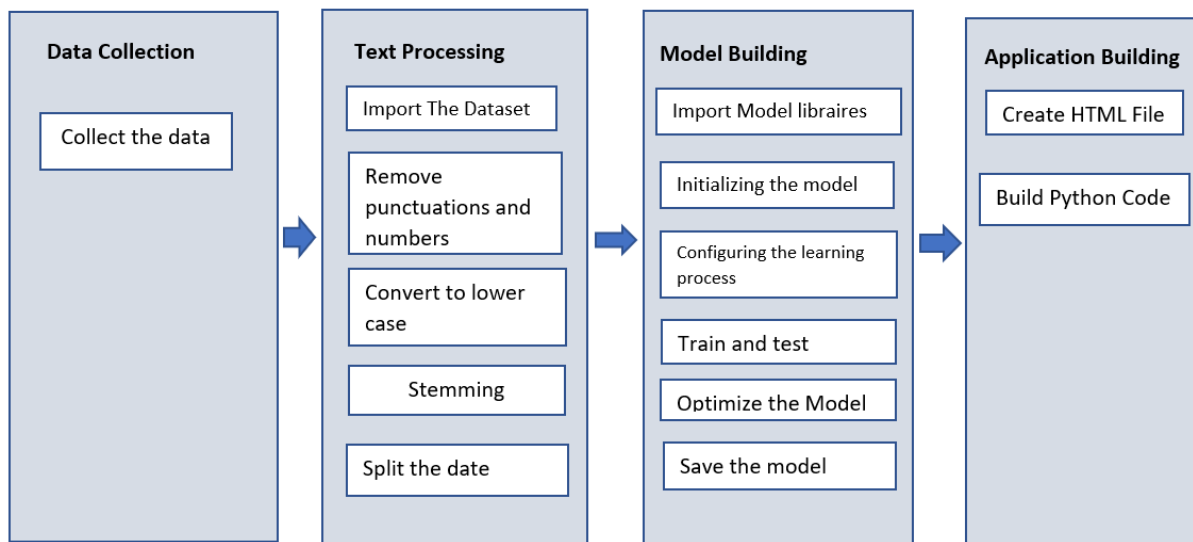 Data Collection
Collect the data
Text Processing
Import The Dataset
Remove
punctuations and
numbers
Convert to lower
case
Stemming
Split the date
Model Building
Import Model libraires
Initializing the model
Configuring the learning
process
Train and test
Optimize the Model
Save the model
Application Building
Create HTML File
Build Python Code